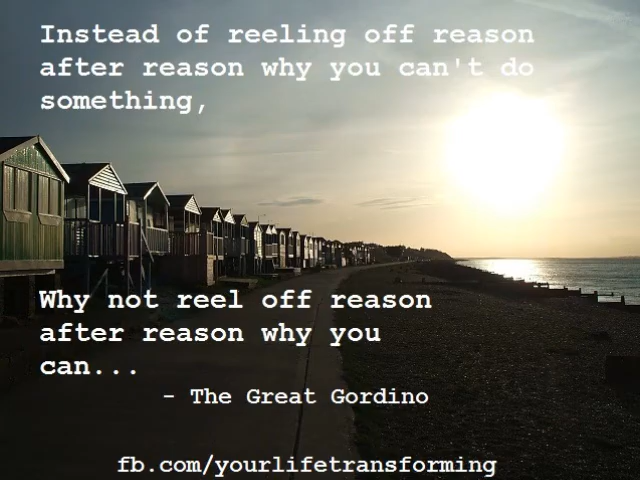 Instead of reeling off reason
after reason why you can't do
something,
Why not reel off reason
after reason why you
can...
- The Great Gordino
fb.com/yourlifetransforming